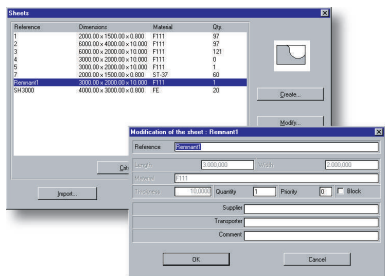 Sheets
Reference Dimensions Material Qty.
1 2000.00 x 1500.00 x 0.800 F111 97
2 6000.00 x 4000.00 x 10.000 F111 97
3 6000.00 x 2000.00 x 10.000 F111 121
4 3000.00 x 2000.00 x 10.000 F111 0
5 3000.00 x 2000.00 x 10.000 F111 1
7 2000.00 x 1500.00 x 0.800 ST-37 60
Remnant1 3000.00 x 2000.00 x 10.000 F111 1
SH3000 4000.00 x 3000.00 x 0.800 FE 20
Create...
Modify...
Import...
Modification of the sheet : Remnant1
Reference Remnant1
Length 3.000,000 Width 2.000,000
Material F111
Thickness 10,0000 Quantity 1 Priority 0 Block
Supplier
Transporter
Comment
OK Cancel